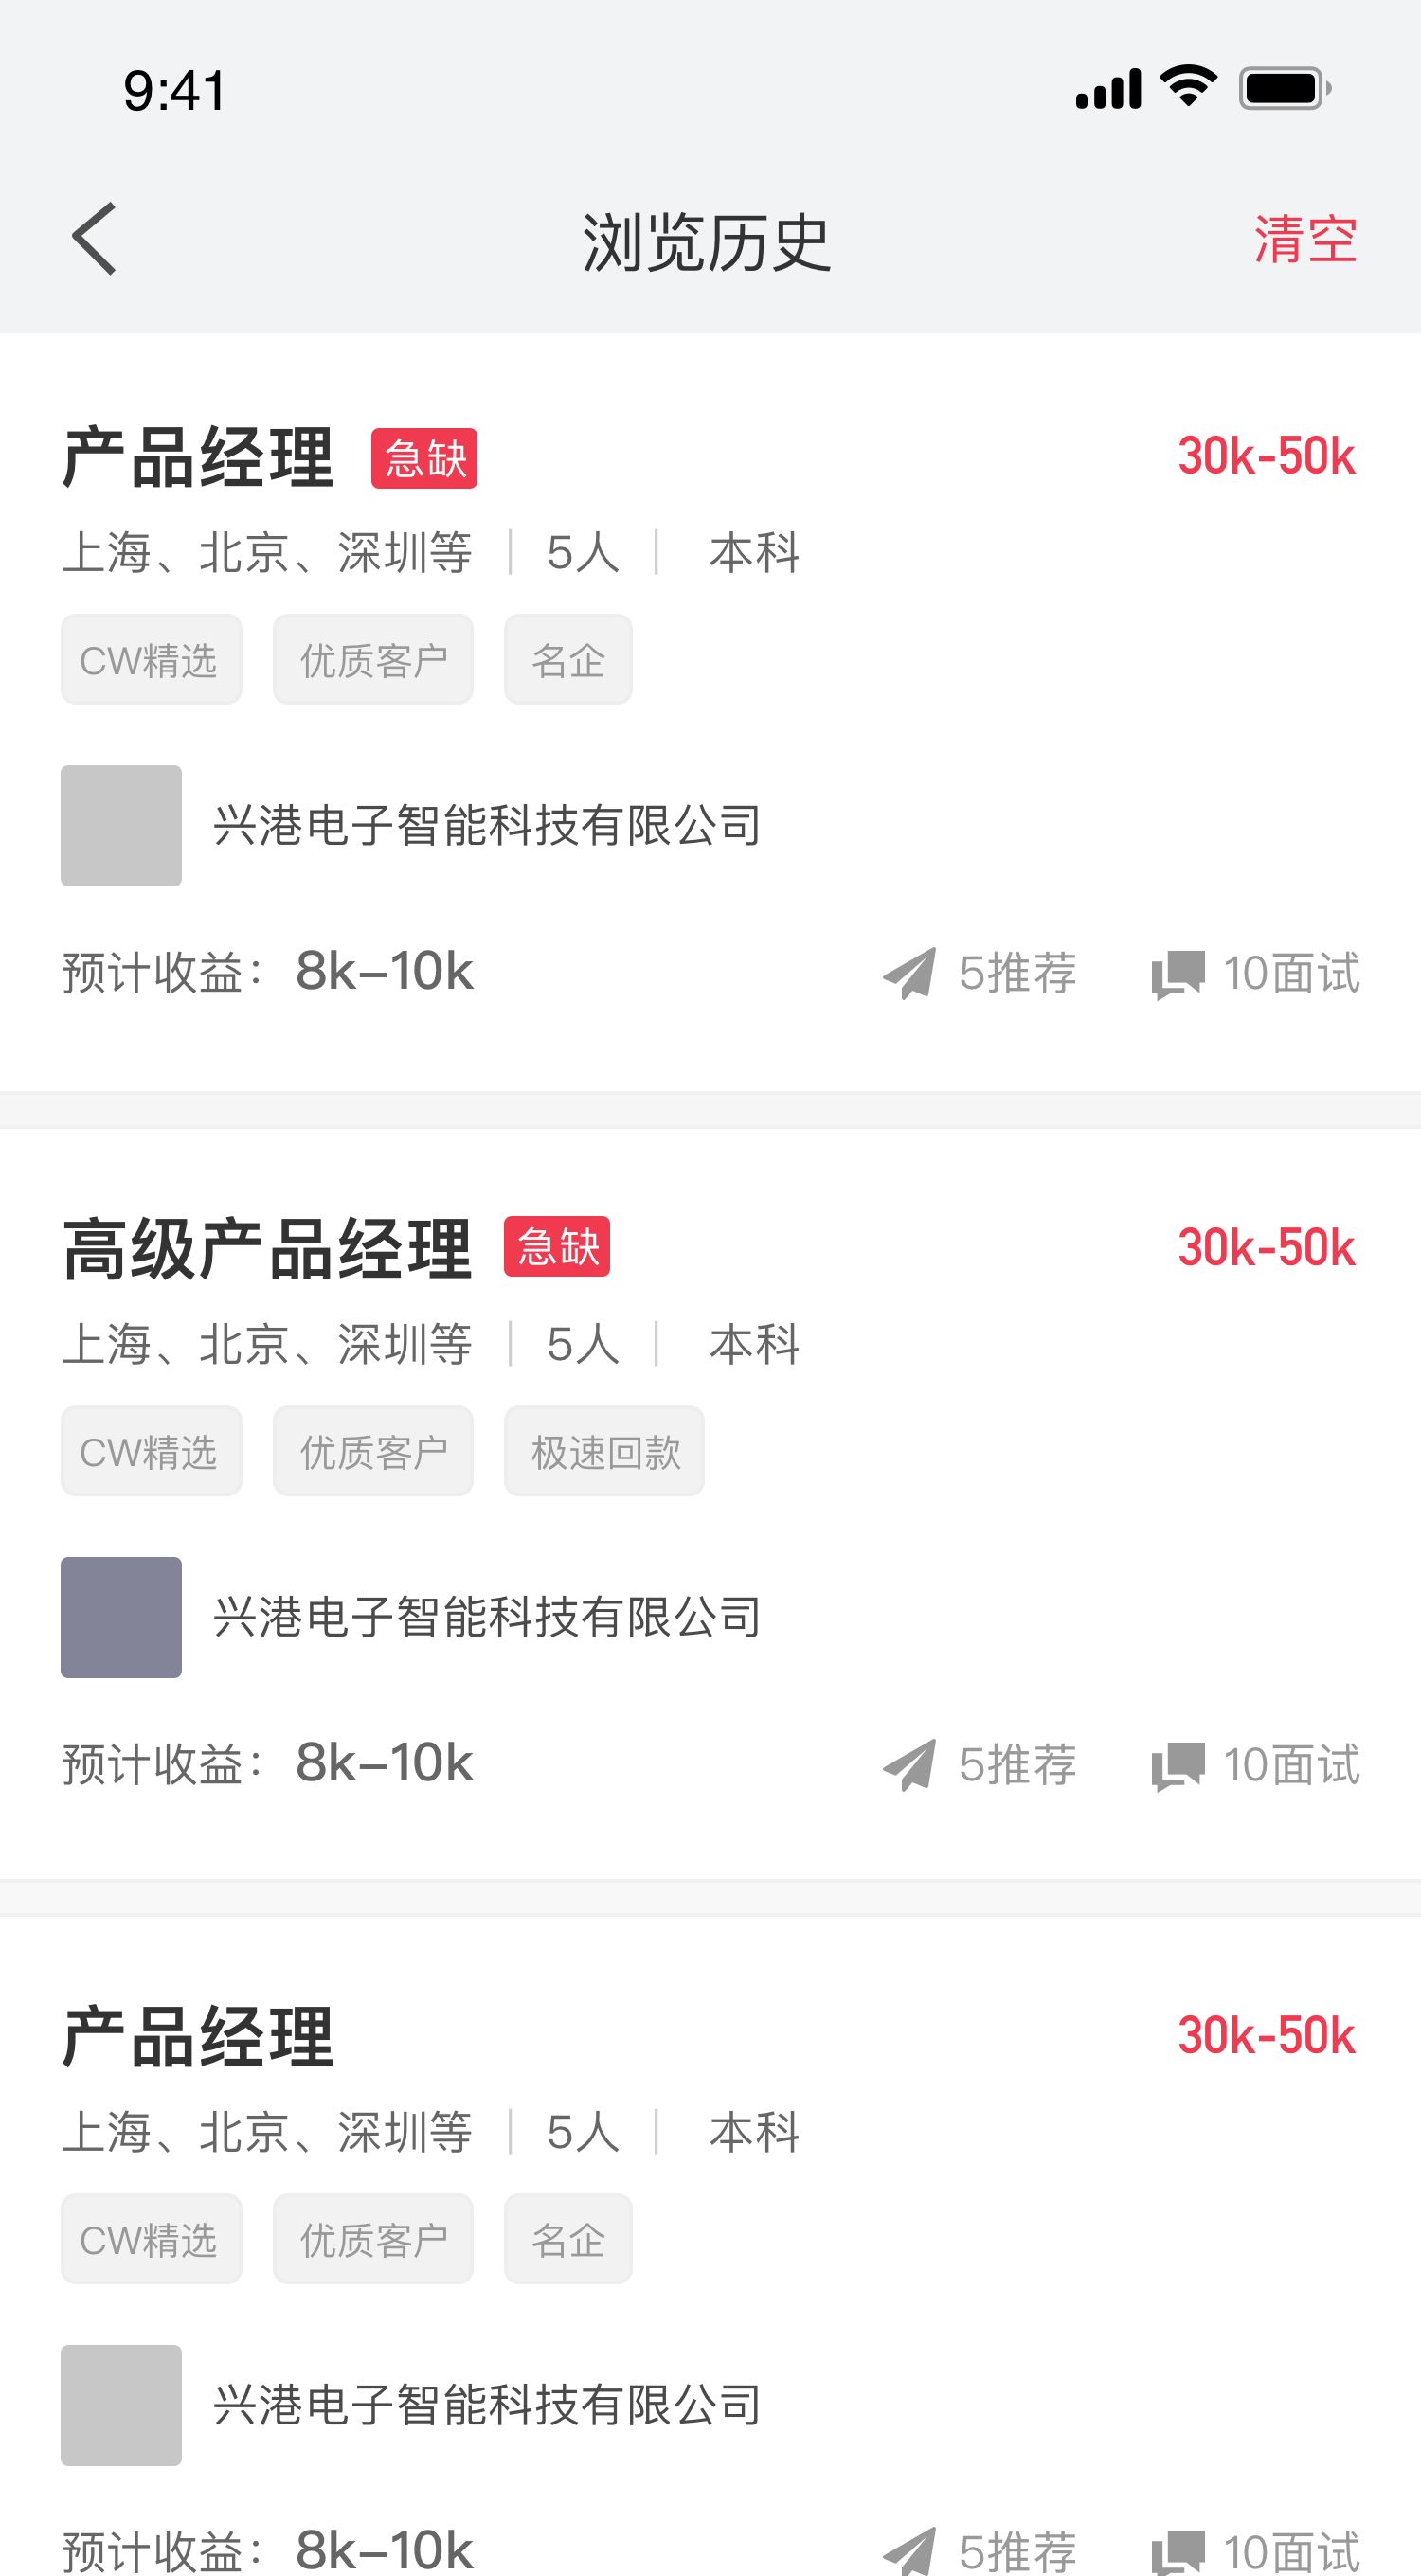 9:41
浏览历史 清空
产品经理 急缺 30k-50k
上海、北京、深圳等 | 5人 | 本科
CW精选 优质客户 名企
兴港电子智能科技有限公司
预计收益： 8k–10k 5推荐 10面试
高级产品经理 急缺 30k-50k
上海、北京、深圳等 | 5人 | 本科
CW精选 优质客户 极速回款
兴港电子智能科技有限公司
预计收益： 8k–10k 5推荐 10面试
产品经理 30k-50k
上海、北京、深圳等 | 5人 | 本科
CW精选 优质客户 名企
兴港电子智能科技有限公司
预计收益： 8k–10k 5推荐 10面试